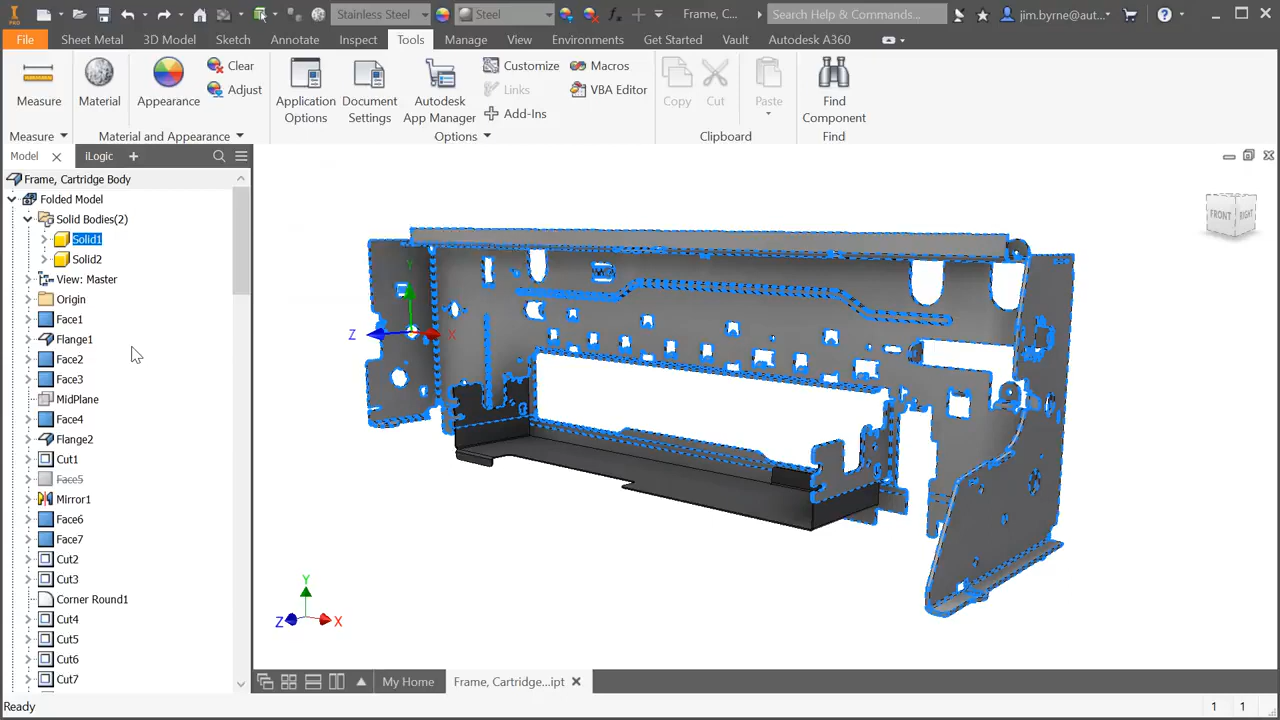 PRO
Stainless Steel
Steel
fx
Frame, C...
Search Help & Commands...
jim.byrne@aut...
File
Sheet Metal
3D Model
Sketch
Annotate
Inspect
Tools
Manage
View
Environments
Get Started
Vault
Autodesk A360
Measure
Material
Appearance
Clear
Adjust
Application Options
Document Settings
Autodesk App Manager
Customize
Links
Add-Ins
Macros
VBA Editor
Copy
Cut
Paste
Find Component
Measure
Material and Appearance
Options
Clipboard
Find
Model
iLogic
Frame, Cartridge Body
Folded Model
Solid Bodies(2)
Solid1
Solid2
View: Master
Origin
Face1
Flange1
Face2
Face3
MidPlane
Face4
Flange2
Cut1
Face5
Mirror1
Face6
Face7
Cut2
Cut3
Corner Round1
Cut4
Cut5
Cut6
Cut7
FRONT
RIGHT
Y
Z
X
Y
Z
X
My Home
Frame, Cartridge...ipt
Ready
1
1